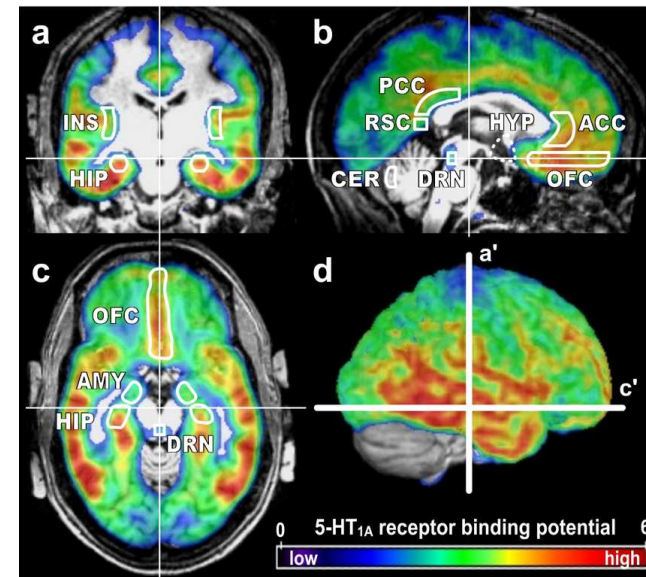 a
INS
HIP
b
PCC
RSC
HYP
ACC
CER
DRN
OFC
c
OFC
AMY
HIP
DRN
d
a'
c'
0 5-HT1A receptor binding potential 6
low high